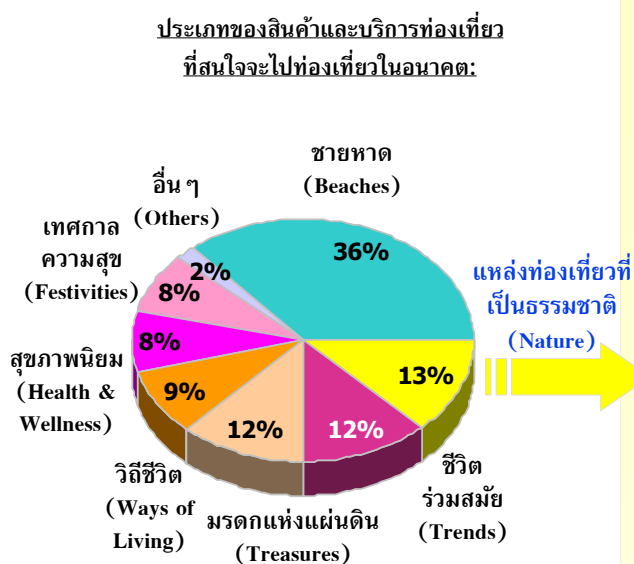 ประเภทของสินค้าและบริการท่องเที่ยว
ที่สนใจจะไปท่องเที่ยวในอนาคต:
ชายหาด
(Beaches)
อื่น ๆ
(Others)
เทศกาล
ความสุข
(Festivities)
36%
2%
8%
แหล่งท่องเที่ยวที่
เป็นธรรมชาติ
(Nature)
สุขภาพนิยม
(Health &
Wellness)
8%
9%
12%
12%
13%
วิถีชีวิต
(Ways of
Living)
มรดกแห่งแผ่นดิน
(Treasures)
ชีวิต
ร่วมสมัย
(Trends)